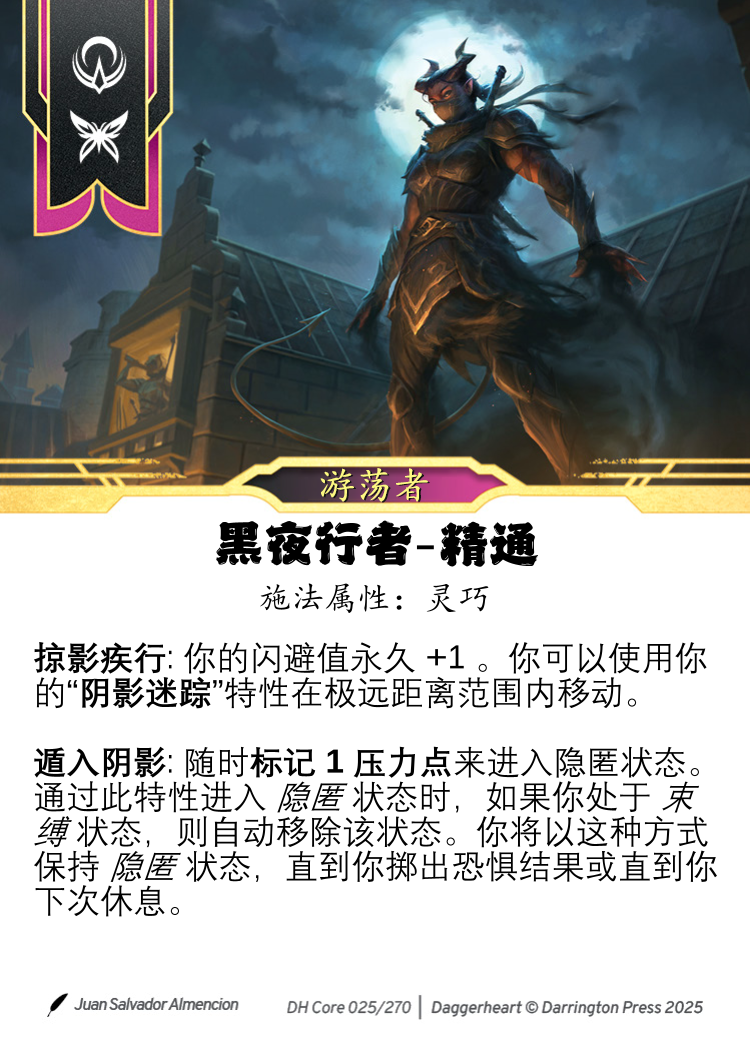 游荡者
黑夜行者-精通
施法属性：灵巧
掠影疾行: 你的闪避值永久 +1 。你可以使用你
的“阴影迷踪”特性在极远距离范围内移动。
遁入阴影: 随时标记 1 压力点来进入隐匿状态。
通过此特性进入 隐匿 状态时，如果你处于 束
缚 状态，则自动移除该状态。你将以这种方式
保持 隐匿 状态，直到你掷出恐惧结果或直到你
下次休息。
Juan Salvador Almencion
DH Core 025/270 | Daggerheart © Darrington Press 2025